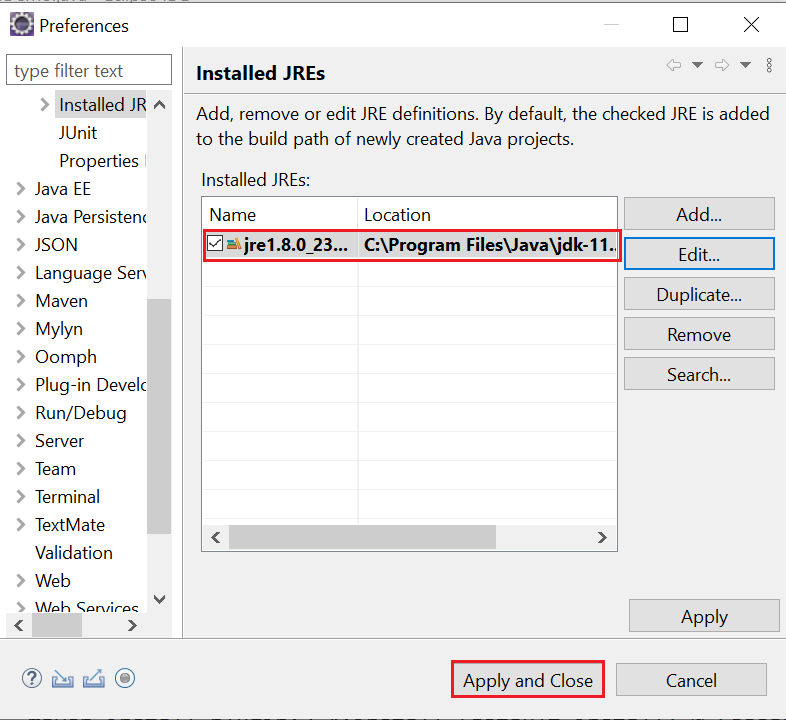 Preferences
type filter text
Installed JR
JUnit
Properties
Java EE
Java Persistenc
JSON
Language Serv
Maven
Mylyn
Oomph
Plug-in Develo
Run/Debug
Server
Team
Terminal
TextMate
Validation
Web
Web Services
Installed JREs
Add, remove or edit JRE definitions. By default, the checked JRE is added
to the build path of newly created Java projects.
Installed JREs:
Name Location
jre1.8.0_23... C:\Program Files\Java\jdk-11..
Add...
Edit...
Duplicate...
Remove
Search...
Apply
Apply and Close
Cancel